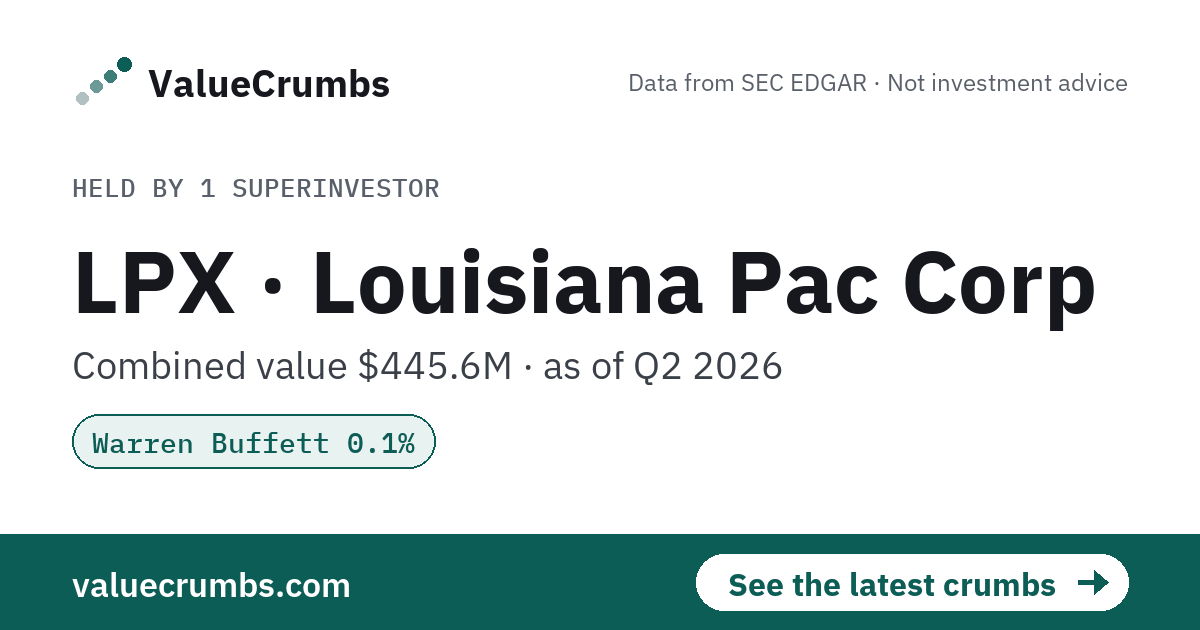 ValueCrumbs
Data from SEC EDGAR · Not investment advice
HELD BY 1 SUPERINVESTOR
LPX · Louisiana Pac Corp
Combined value $445.6M · as of Q2 2026
Warren Buffett 0.1%
valuecrumbs.com
See the latest crumbs →